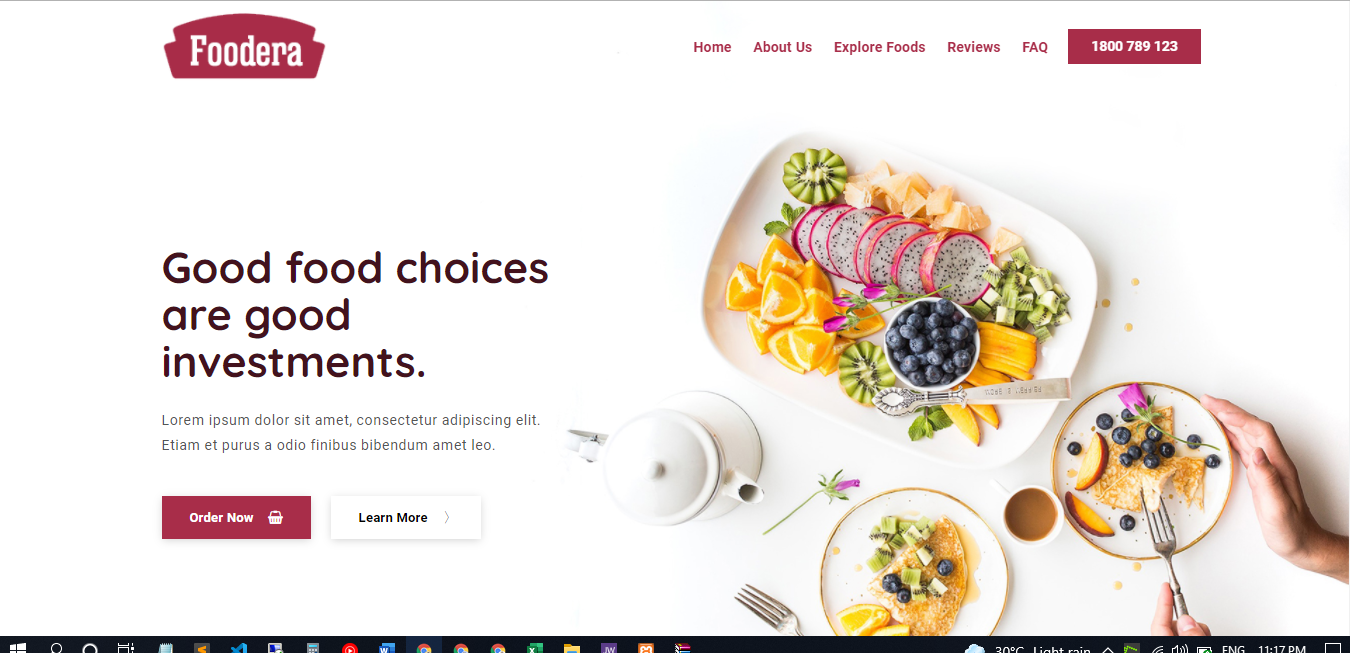 Foodera
Home
About Us
Explore Foods
Reviews
FAQ
1800 789 123
Good food choices
are good
investments.
Lorem ipsum dolor sit amet, consectetur adipiscing elit.
Etiam et purus a odio finibus bibendum amet leo.
Order Now
Learn More
30°C Light rain
ENG
11:17 PM